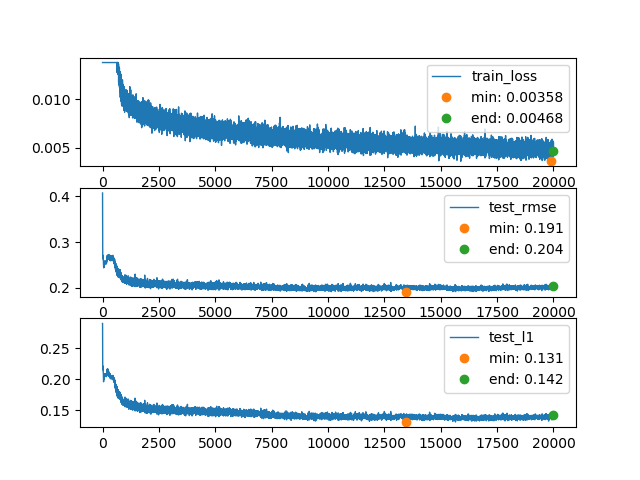 0.010
0.005
train_loss
min: 0.00358
end: 0.00468
0 2500 5000 7500 10000 12500 15000 17500 20000
0.4
0.3
0.2
test_rmse
min: 0.191
end: 0.204
0 2500 5000 7500 10000 12500 15000 17500 20000
0.25
0.20
0.15
test_l1
min: 0.131
end: 0.142
0 2500 5000 7500 10000 12500 15000 17500 20000